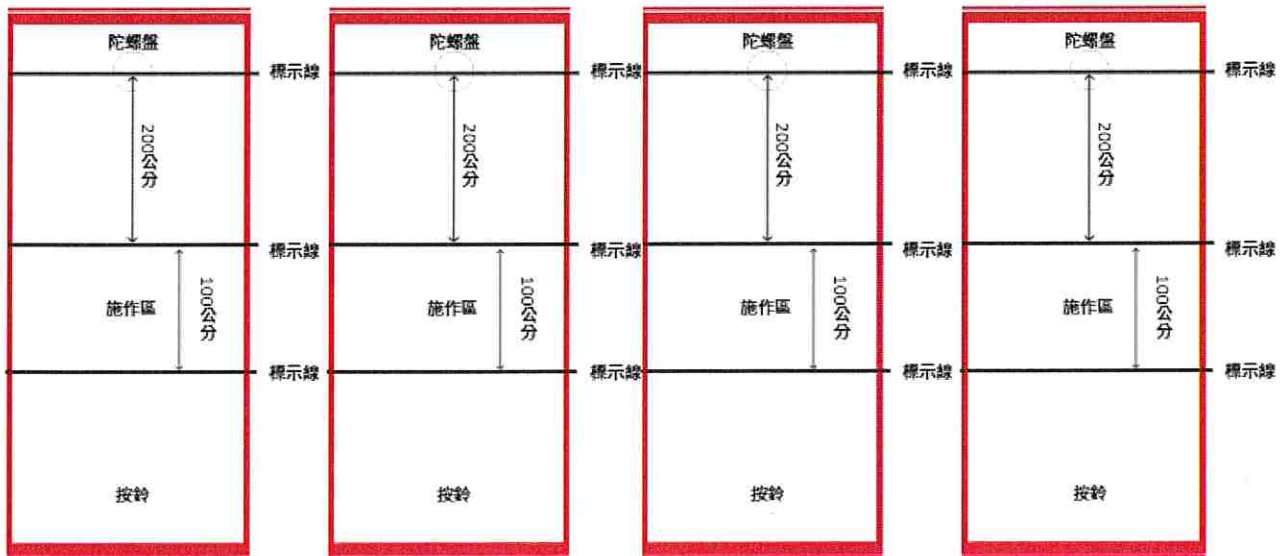 陀螺盤 陀螺盤 陀螺盤 陀螺盤
標示線 標示線 標示線 標示線
200公分 200公分 200公分 200公分
標示線 標示線 標示線 標示線
施作區 100公分 施作區 100公分 施作區 100公分 施作區 100公分
標示線 標示線 標示線 標示線
按鈴 按鈴 按鈴 按鈴